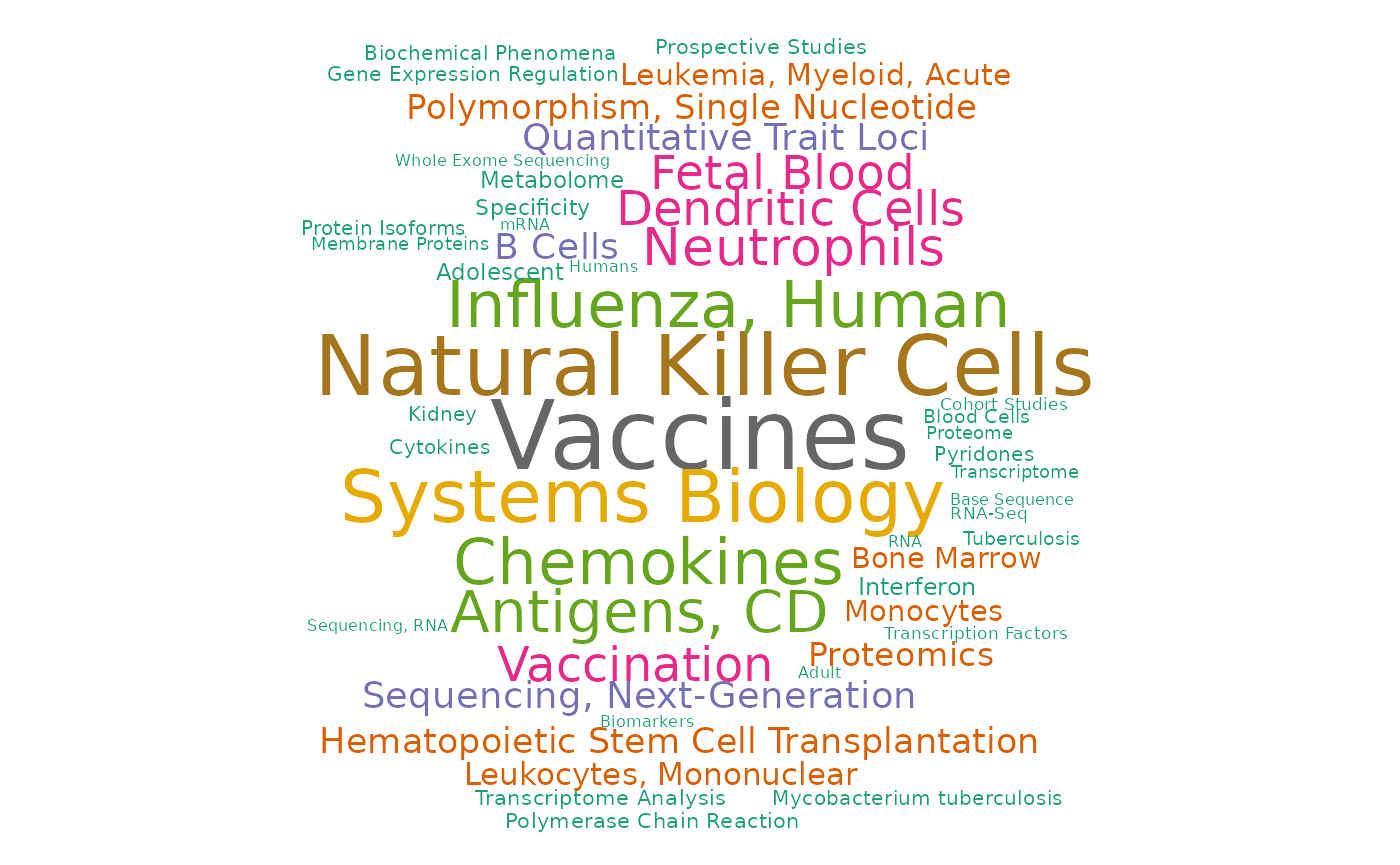 Prospective Studies
Biochemical Phenomena
Gene Expression Regulation
Leukemia, Myeloid, Acute
Polymorphism, Single Nucleotide
Quantitative Trait Loci
Whole Exome Sequencing
Fetal Blood
Metabolome
Specificity
Dendritic Cells
mRNA
Protein Isoforms
Membrane Proteins
B Cells
Neutrophils
Humans
Adolescent
Influenza, Human
Natural Killer Cells
Cohort Studies
Kidney
Blood Cells
Vaccines
Proteome
Cytokines
Pyridones
Transcriptome
Systems Biology
Base Sequence
RNA-Seq
Tuberculosis
RNA
Chemokines
Bone Marrow
Interferon
Antigens, CD
Monocytes
Sequencing, RNA
Transcription Factors
Proteomics
Vaccination
Adult
Sequencing, Next-Generation
Biomarkers
Hematopoietic Stem Cell Transplantation
Leukocytes, Mononuclear
Transcriptome Analysis
Mycobacterium tuberculosis
Polymerase Chain Reaction